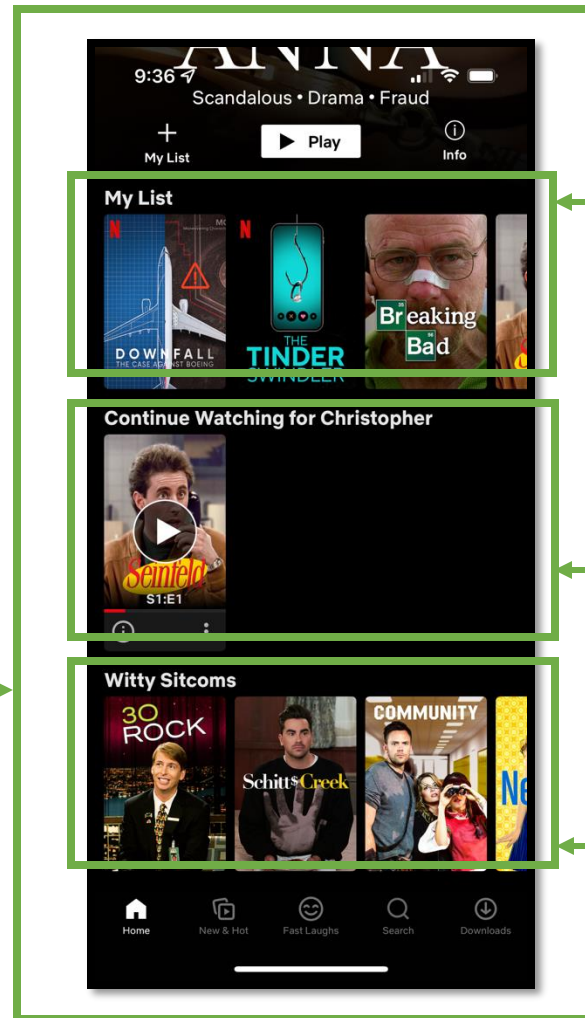 ANNA
9:36
Scandalous • Drama • Fraud
My List
Play
Info
My List
N
DOWNFALL
THE CASE AGAINST BOEING
N
THE
TINDER
SWINDLER
Breaking
Bad
Continue Watching for Christopher
Seinfeld
S1:E1
Witty Sitcoms
30
ROCK
Schitt$ Creek
COMMUNITY
Ne
Home
New & Hot
Fast Laughs
Search
Downloads